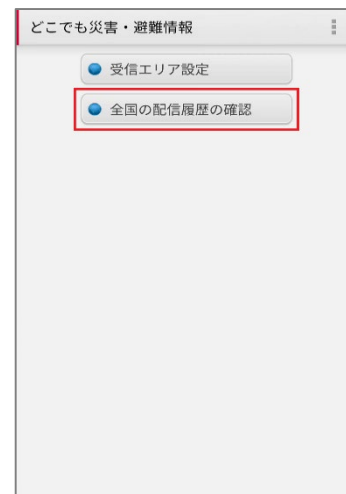 どこでも災害・避難情報
受信エリア設定
全国の配信履歴の確認